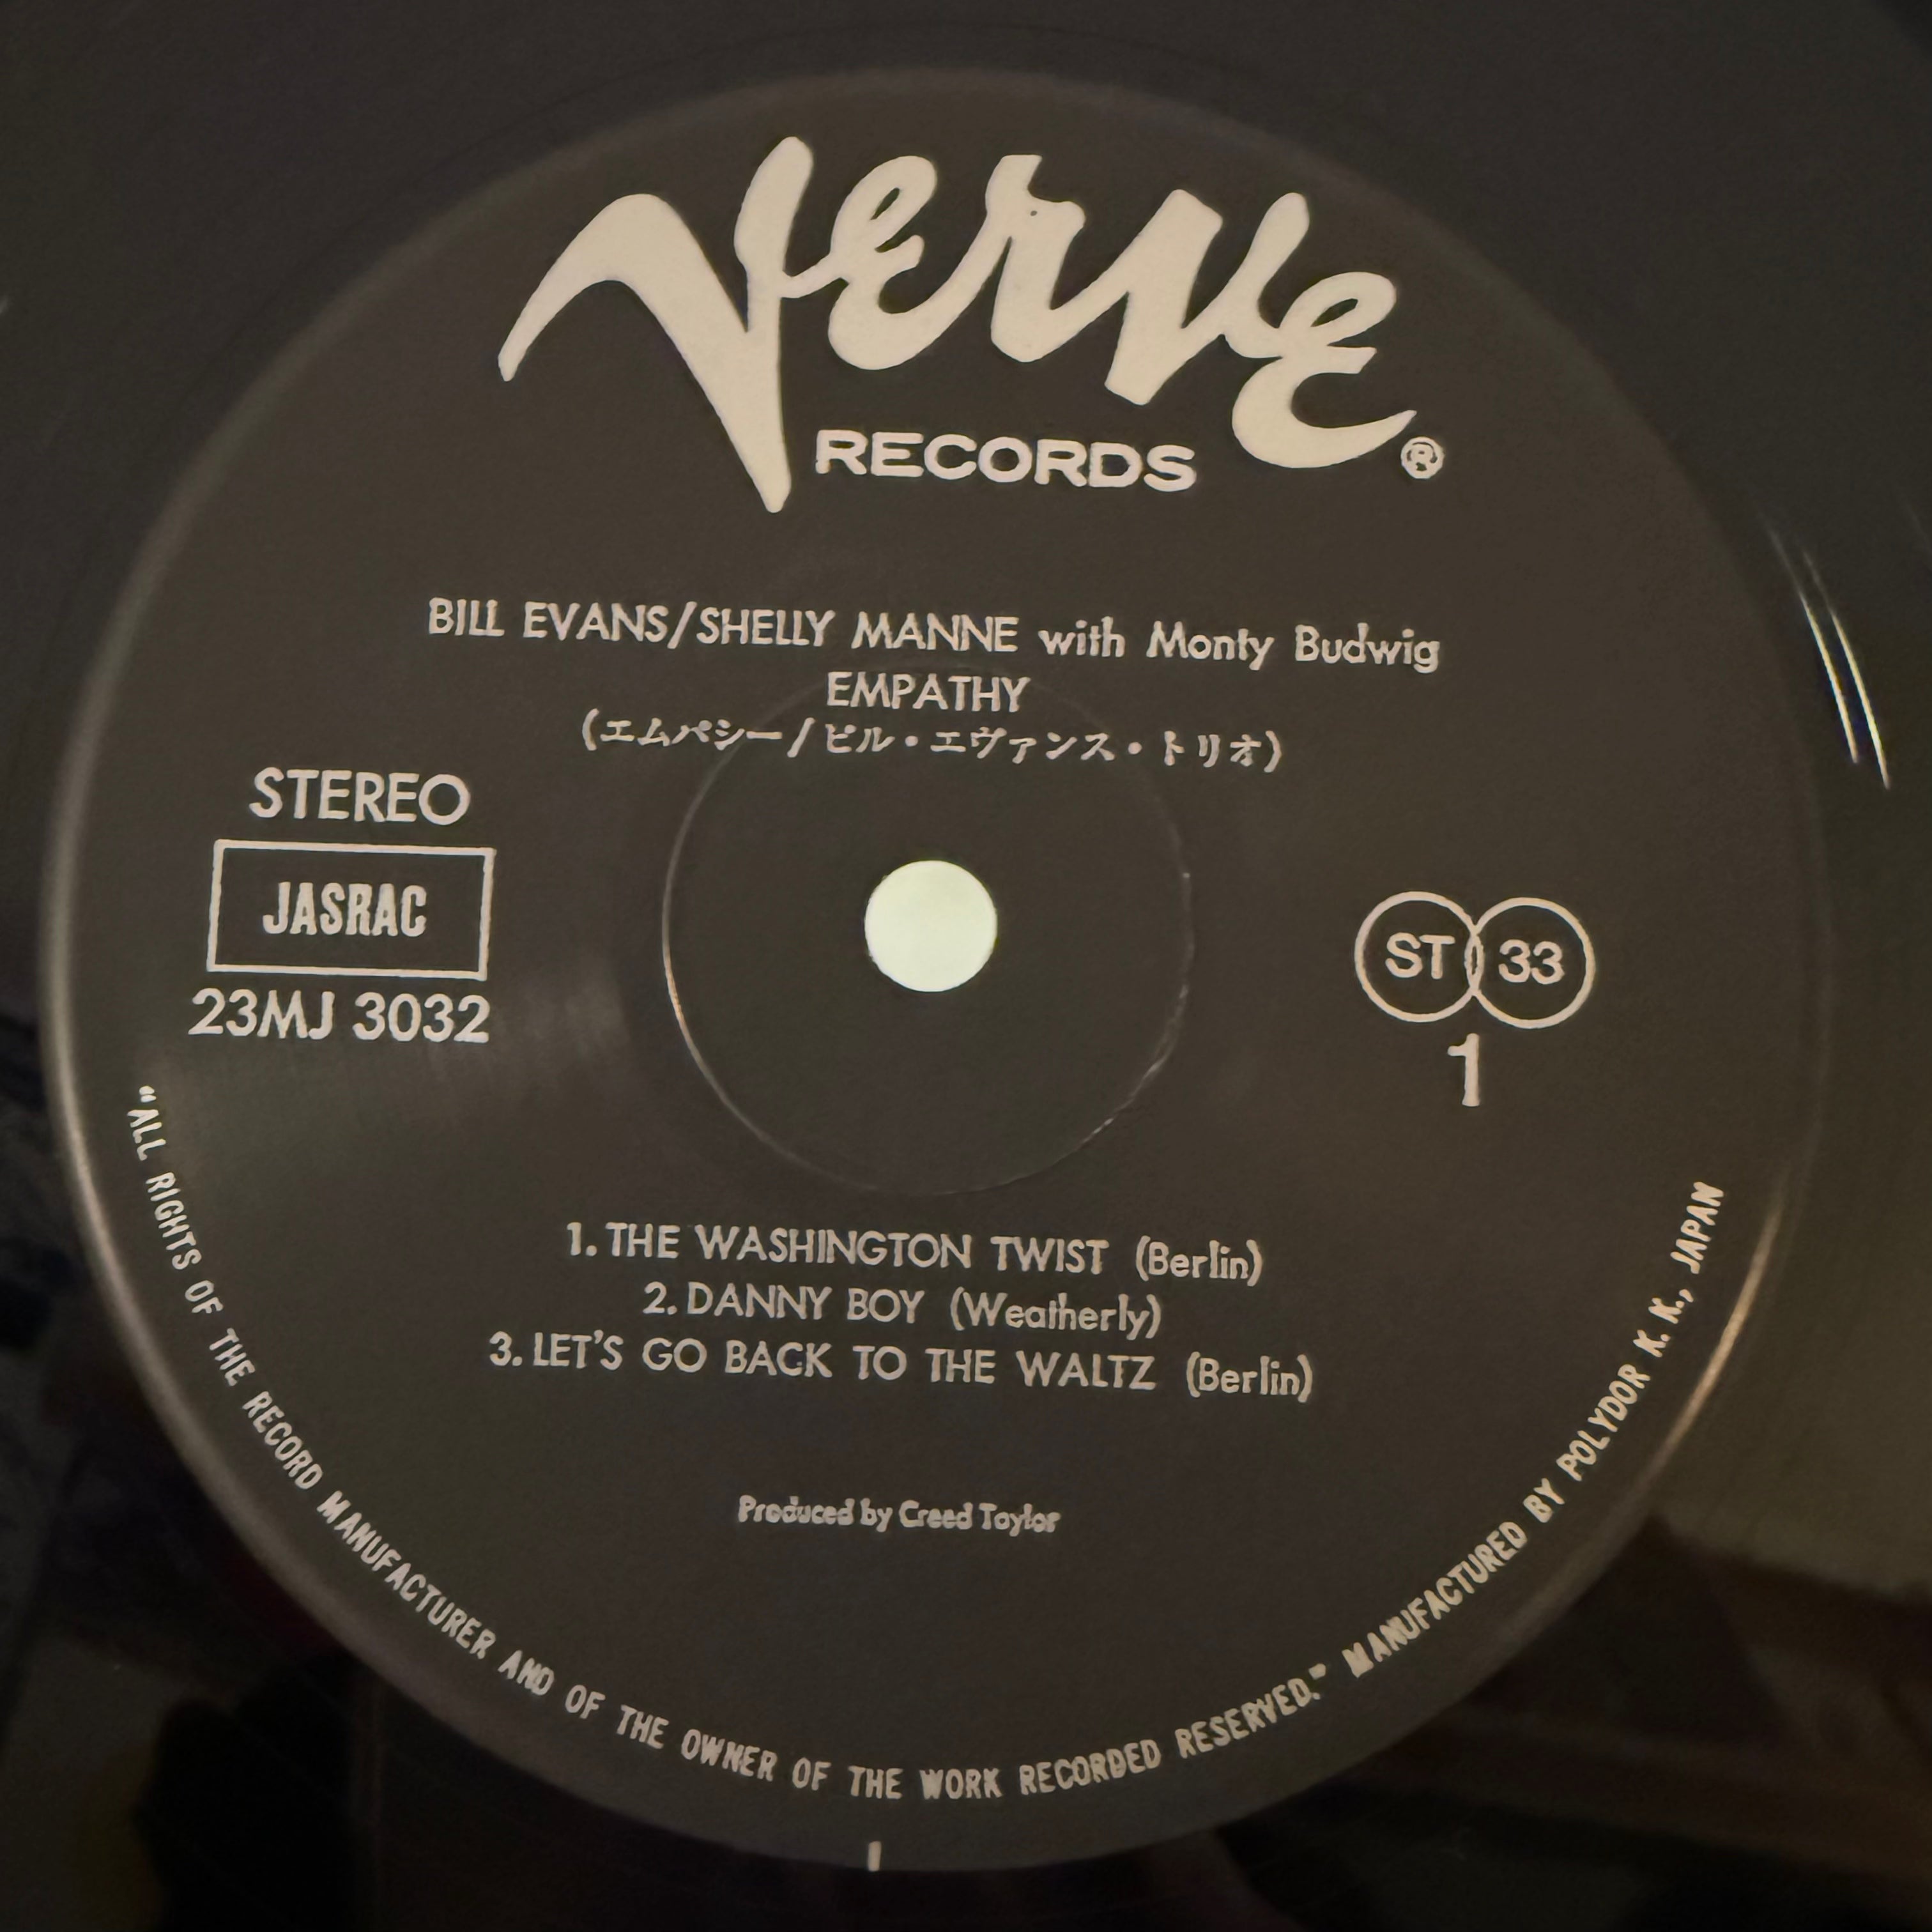 Verve
RECORDS ®
BILL EVANS/SHELLY MANNE with Monty Budwig
EMPATHY
(エムパシー/ビル・エヴァンス・トリオ)
STEREO
JASRAC
23MJ 3032
ST 33
1
1. THE WASHINGTON TWIST (Berlin)
2. DANNY BOY (Weatherly)
3. LET'S GO BACK TO THE WALTZ (Berlin)
Produced by Creed Taylor
"ALL RIGHTS OF THE RECORD MANUFACTURER AND OF THE OWNER OF THE WORK RECORDED RESERVED." MANUFACTURED BY POLYDOR K. K., JAPAN